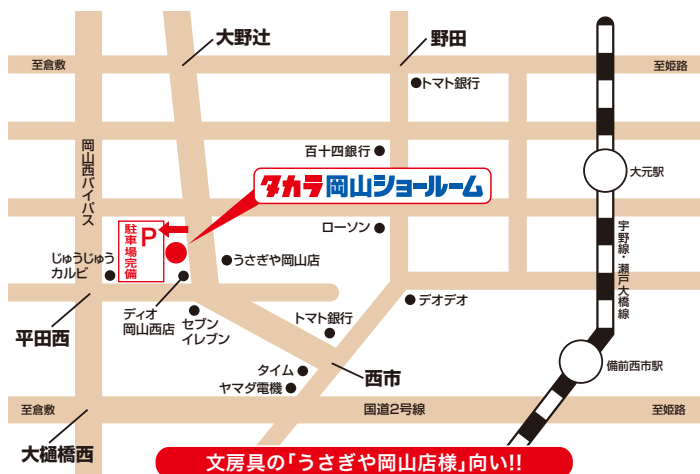 大野辻
野田
至倉敷
至姫路
トマト銀行
岡山西バイパス
百十四銀行
大元駅
タカラ岡山ショールーム
ローソン
宇野線・瀬戸大橋線
駐車場完備
P
じゅうじゅう
カルビ
うさぎや岡山店
ディオ
岡山西店
セブン
イレブン
デオデオ
トマト銀行
平田西
備前西市駅
タイム
西市
ヤマダ電機
至倉敷
国道2号線
至姫路
大樋橋西
文房具の「うさぎや岡山店様」向い!!